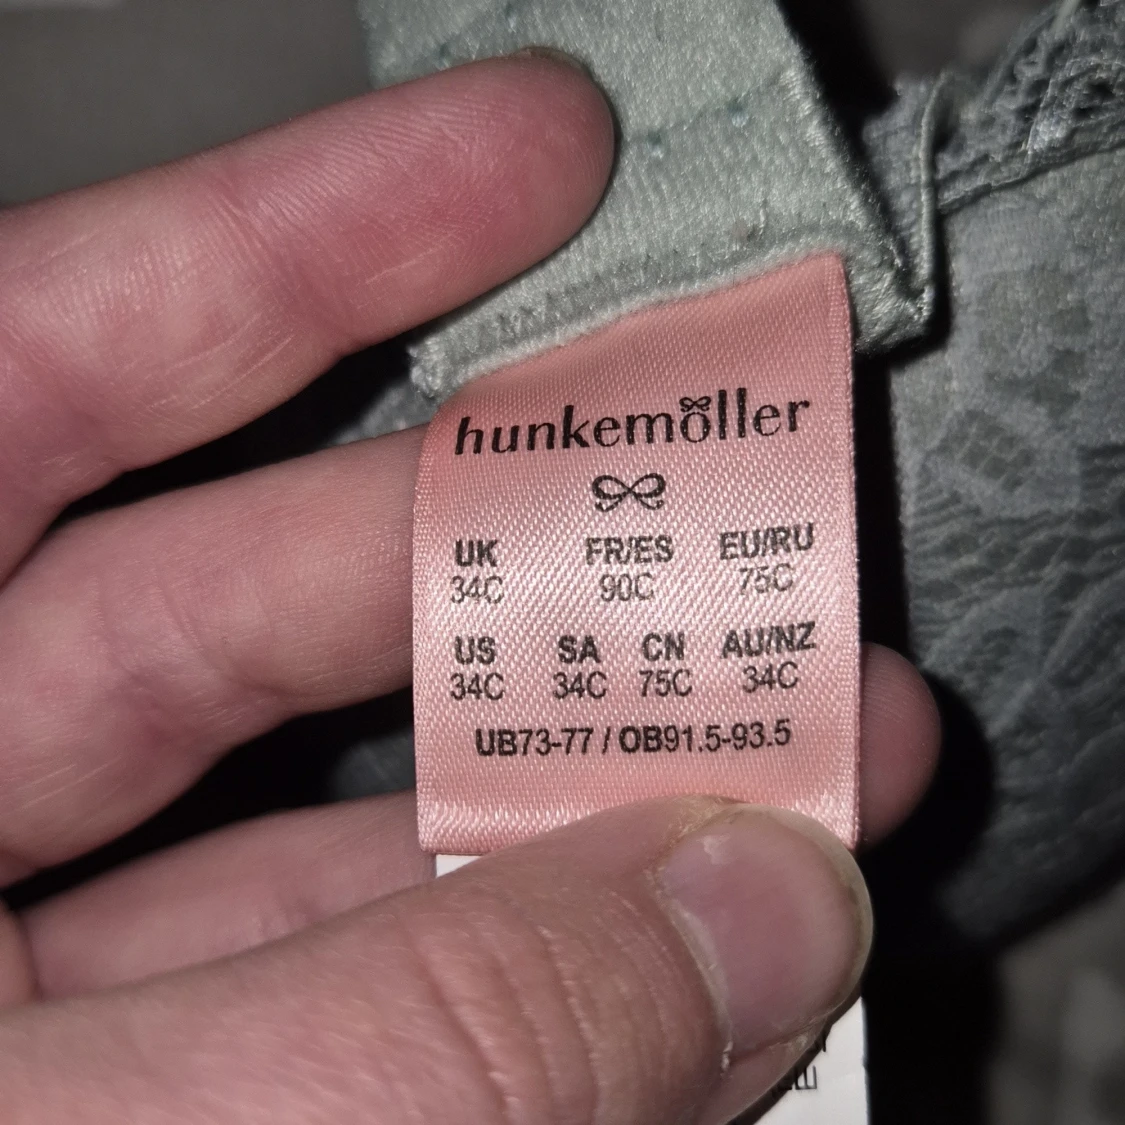 hunkemöller
UK FR/ES EU/RU
34C 90C 75C
US SA CN AU/NZ
34C 34C 75C 34C
UB73-77 / OB91.5-93.5